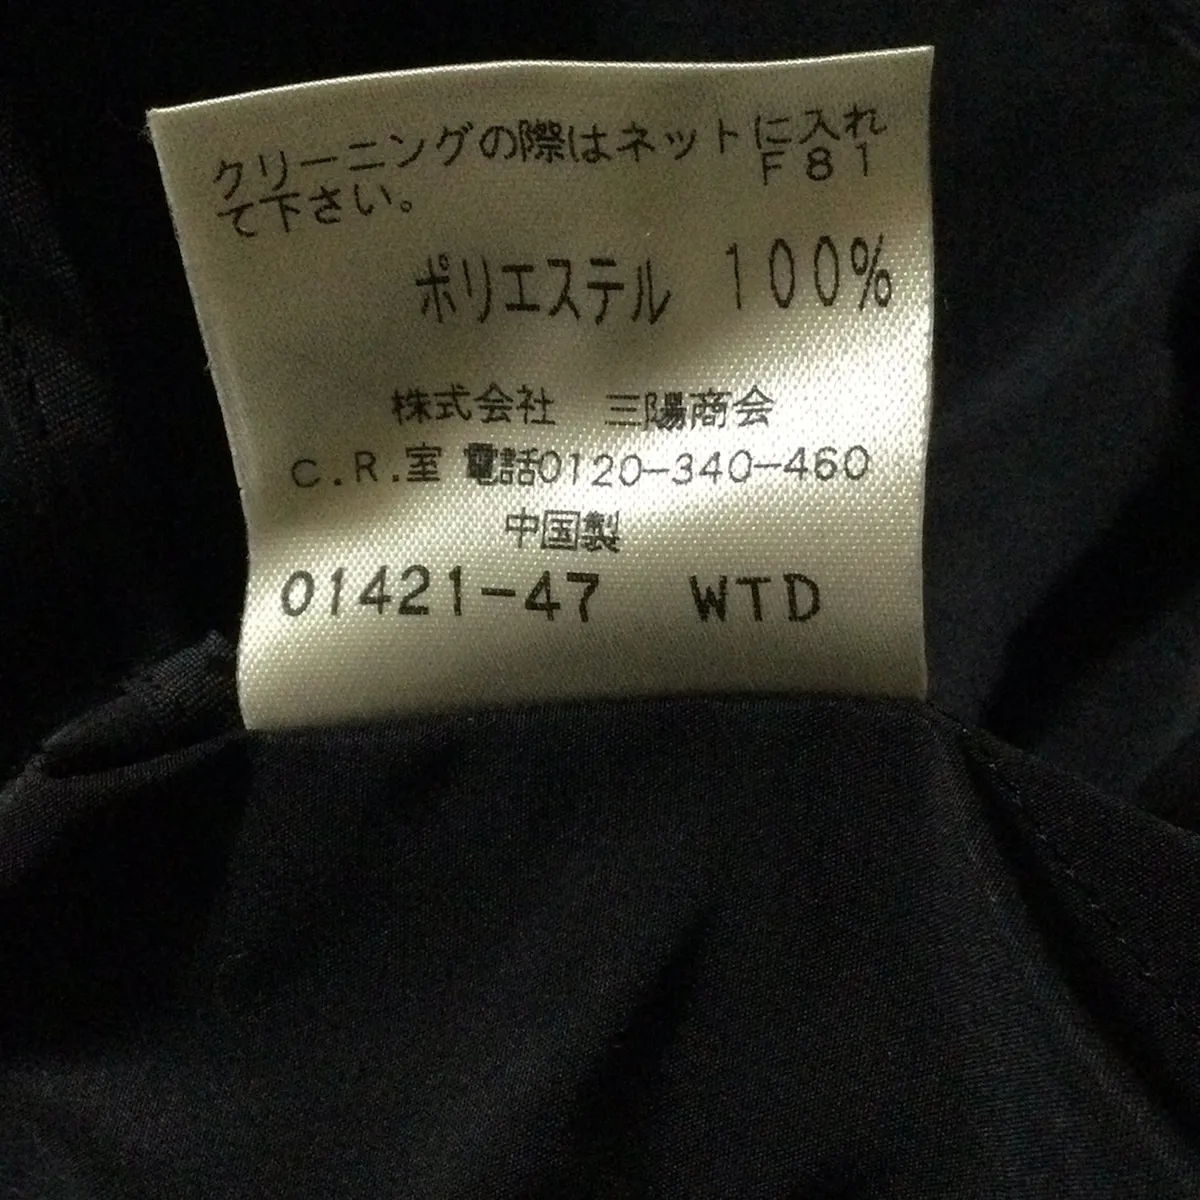 クリーニングの際はネットに入れ
て下さい。 F81
ポリエステル 100%
株式会社 三陽商会
C.R.室 電話0120-340-460
中国製
01421-47 WTD